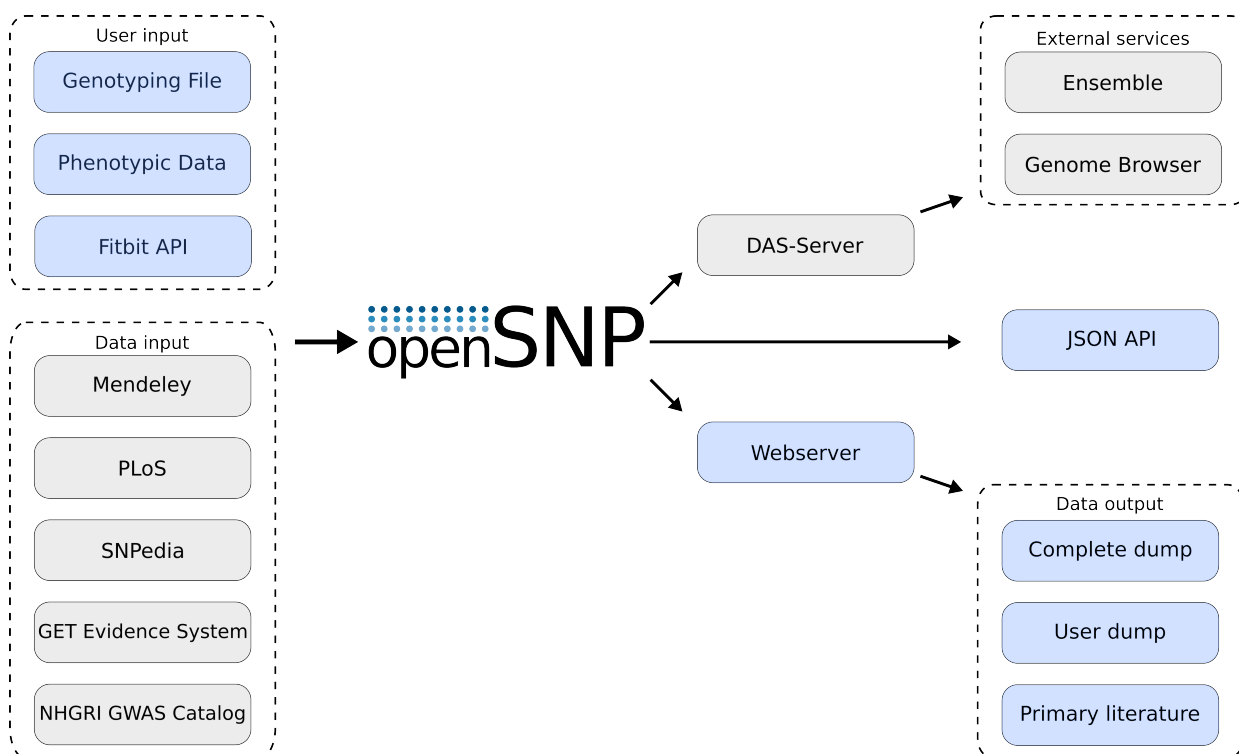 User input
Genotyping File
Phenotypic Data
Fitbit API
Data input
Mendeley
PLoS
SNPedia
GET Evidence System
NHGRI GWAS Catalog
openSNP
DAS-Server
Webserver
External services
Ensemble
Genome Browser
JSON API
Data output
Complete dump
User dump
Primary literature